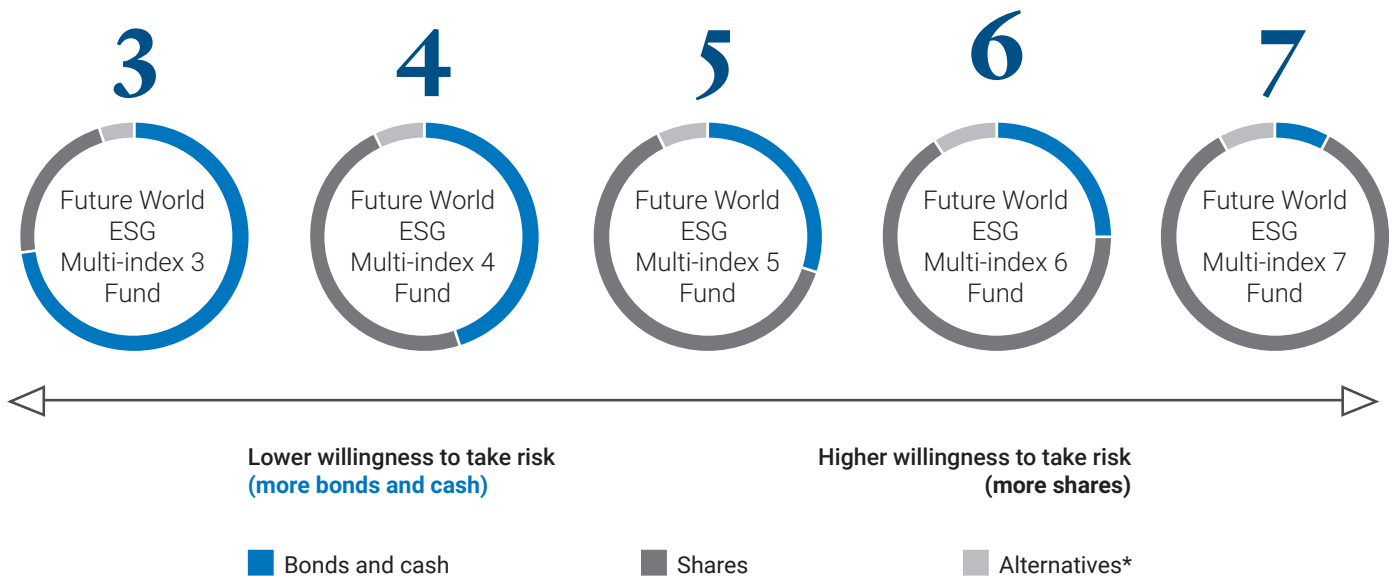 3
4
5
6
7
Future World
ESG
Multi-index 3
Fund
Future World
ESG
Multi-index 4
Fund
Future World
ESG
Multi-index 5
Fund
Future World
ESG
Multi-index 6
Fund
Future World
ESG
Multi-index 7
Fund
Lower willingness to take risk
(more bonds and cash)
Higher willingness to take risk
(more shares)
Bonds and cash
Shares
Alternatives*